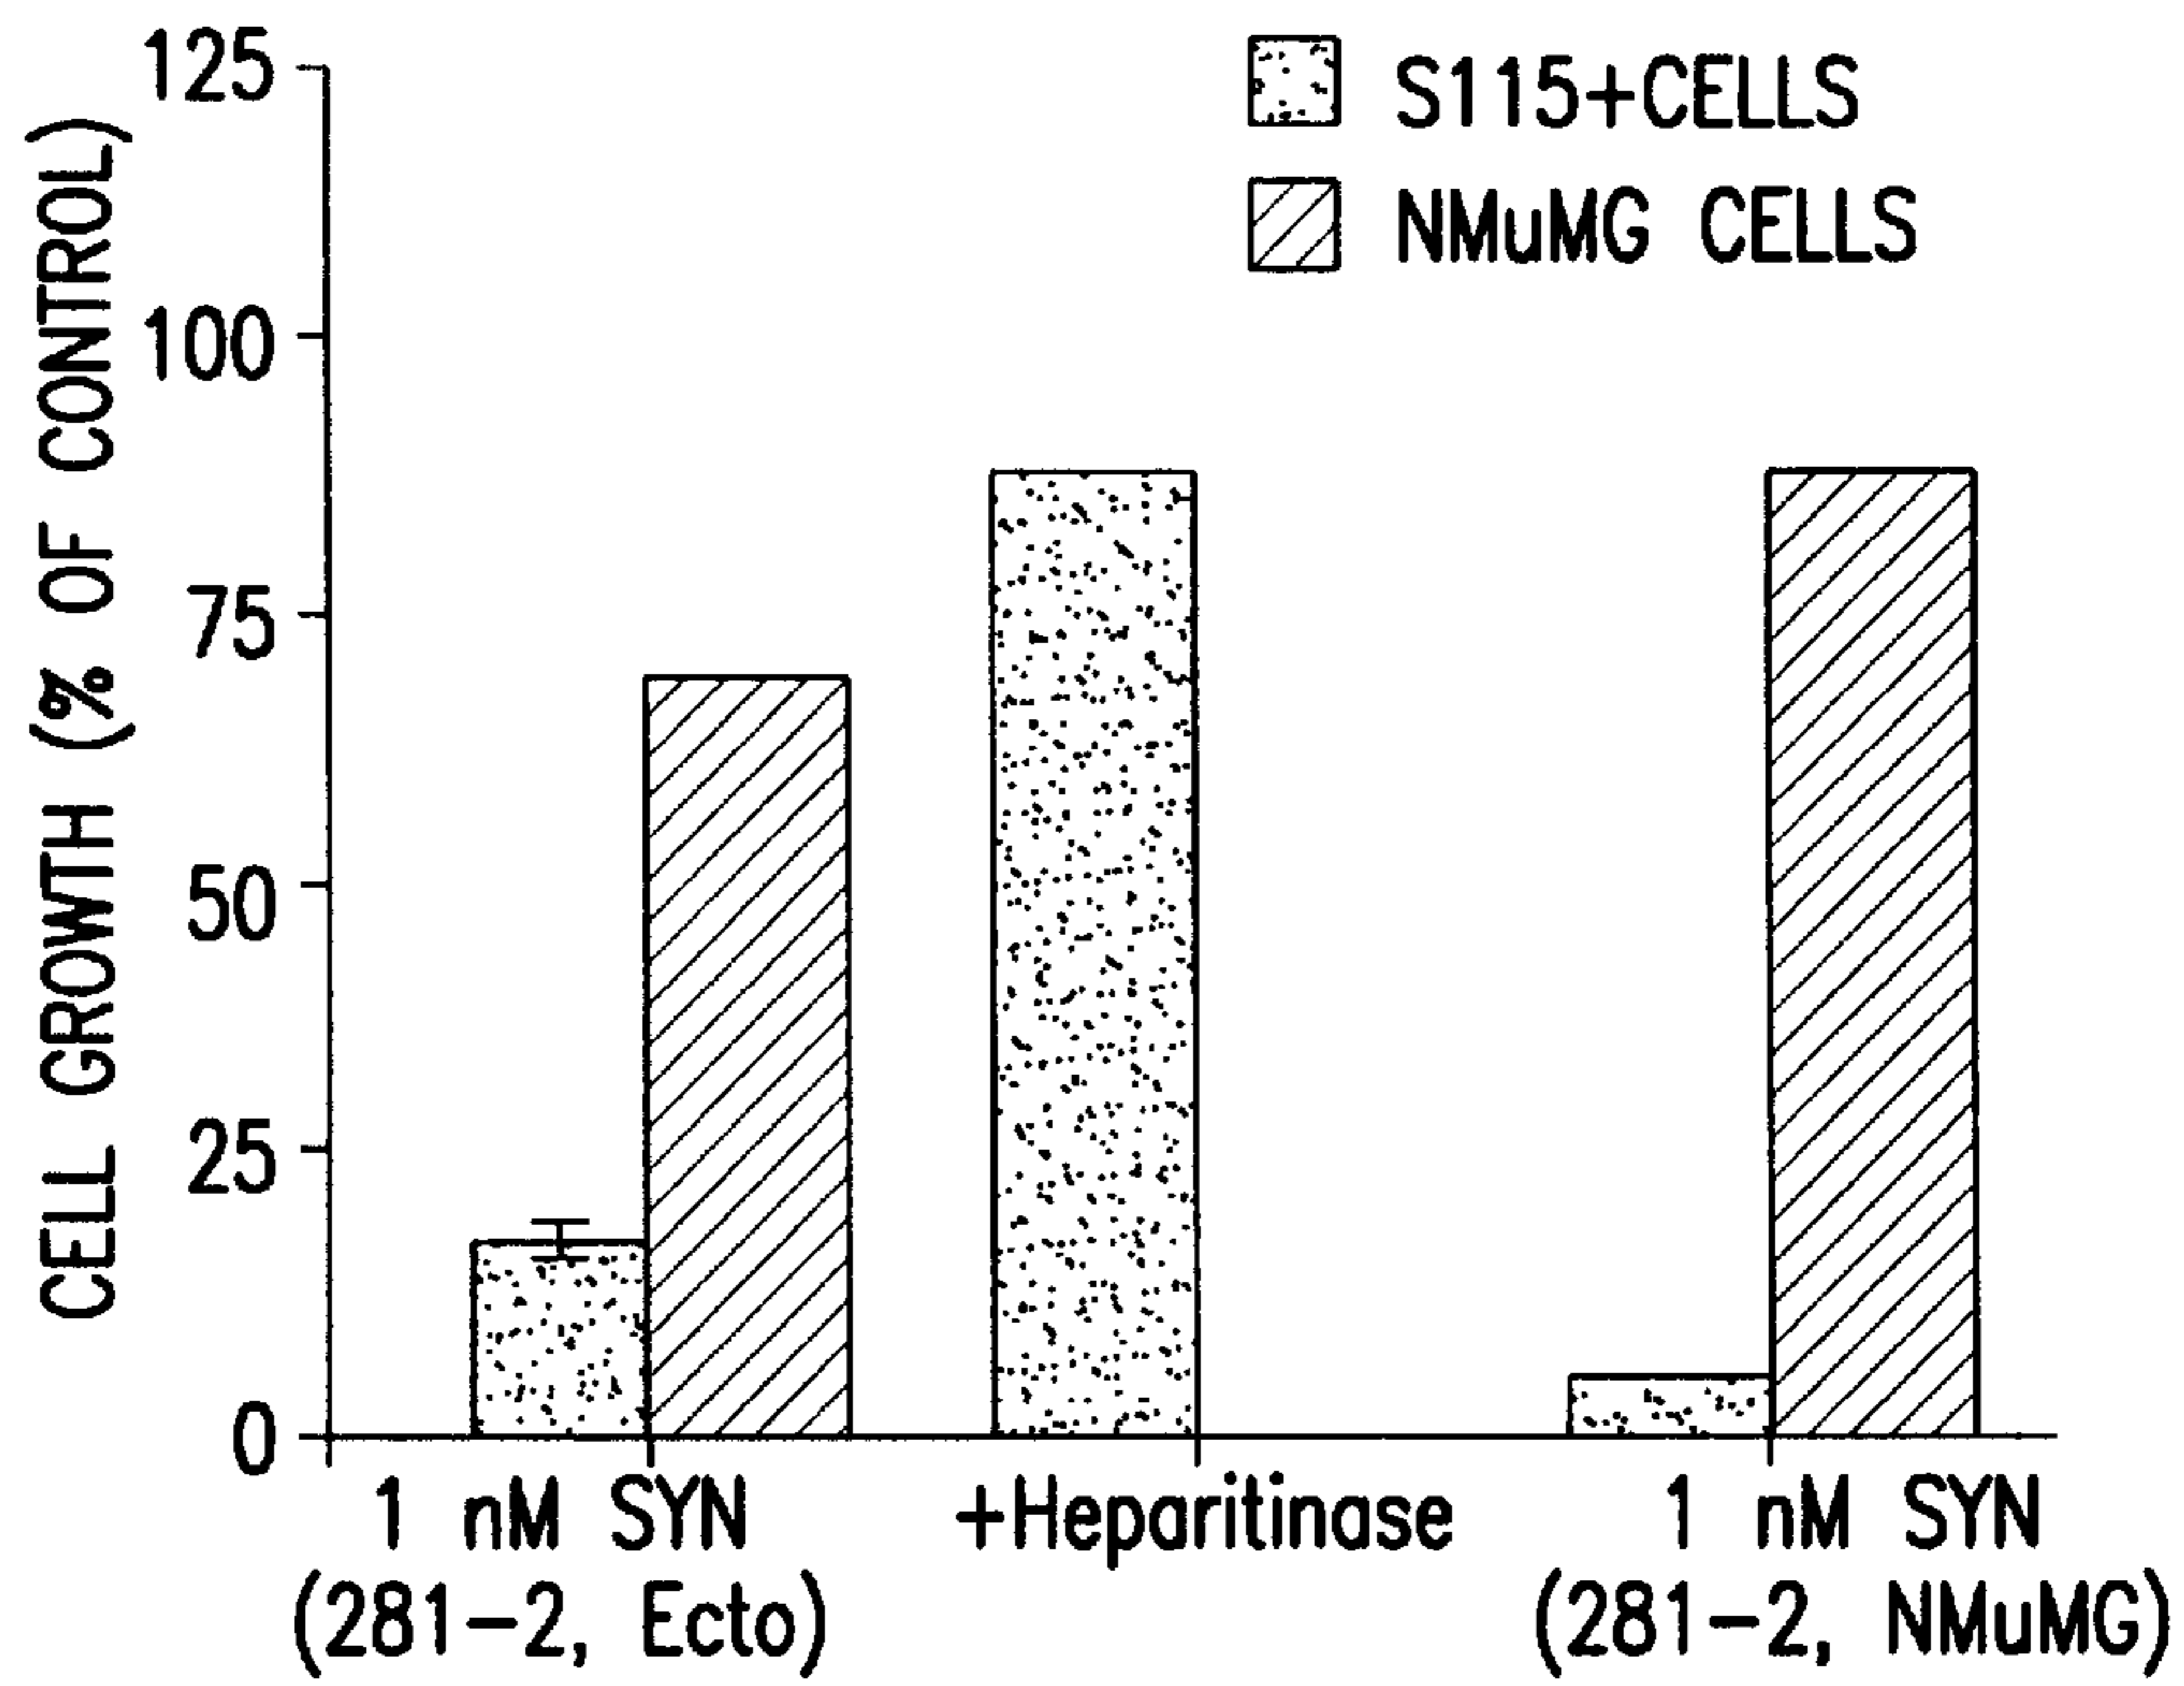 CELL GROWTH (% OF CONTROL)
125
100
75
50
25
0
S115+CELLS
NMuMG CELLS
1 nM SYN
(281-2, Ecto)
+Heparitinase
1 nM SYN
(281-2, NMuMG)